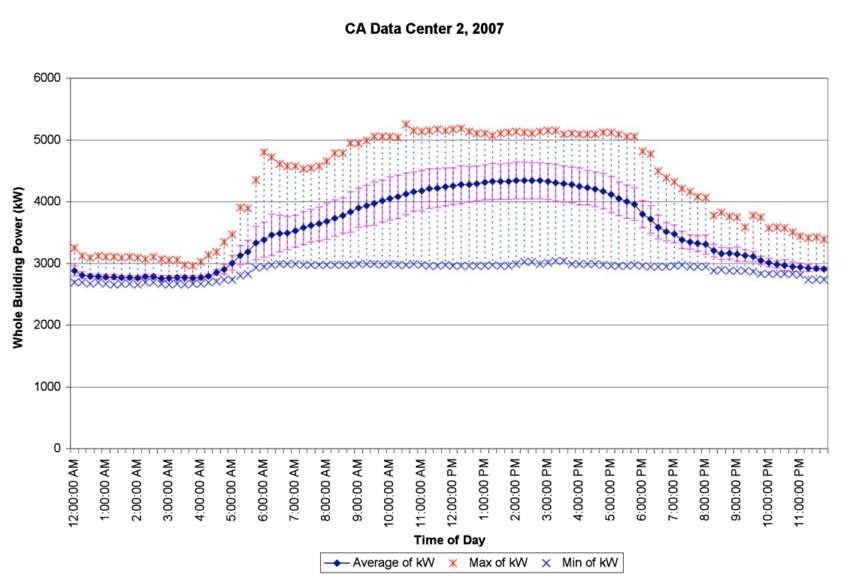 CA Data Center 2, 2007
6000
5000
4000
3000
2000
1000
0
Whole Building Power (kW)
12:00:00 AM
1:00:00 AM
2:00:00 AM
3:00:00 AM
4:00:00 AM
5:00:00 AM
6:00:00 AM
7:00:00 AM
8:00:00 AM
9:00:00 AM
10:00:00 AM
11:00:00 AM
12:00:00 PM
1:00:00 PM
2:00:00 PM
3:00:00 PM
4:00:00 PM
5:00:00 PM
6:00:00 PM
7:00:00 PM
8:00:00 PM
9:00:00 PM
10:00:00 PM
11:00:00 PM
Time of Day
Average of kW Max of kW Min of kW